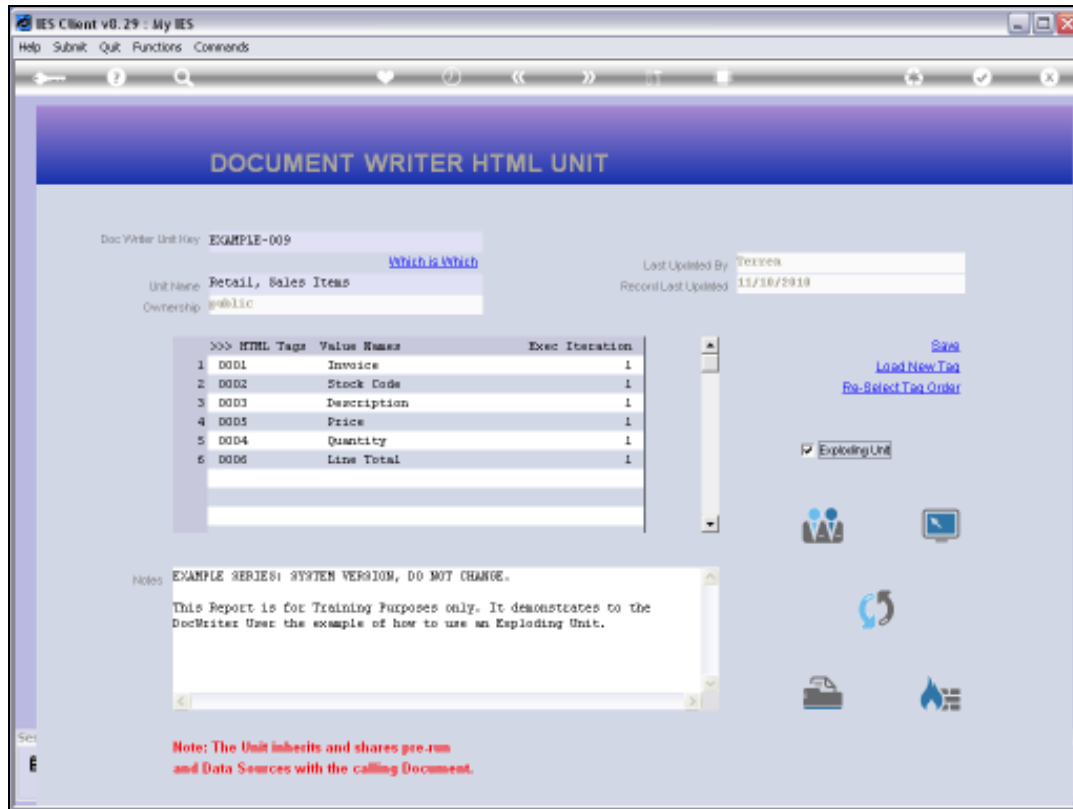 IES Client v8.29 : My IES
Help Submit Quit Functions Commands
DOCUMENT WRITER HTML UNIT
Doc Writer Unit Key EXAMPLE-009
Which is Which
Last Updated By Terrea
Unit Name Retail, Sales Items
Record Last Updated 11/10/2010
Ownership public
>>> HTML Tags Value Names Exec Iteration
1 0001 Invoice 1
2 0002 Stock Code 1
3 0003 Description 1
4 0005 Price 1
5 0004 Quantity 1
6 0006 Line Total 1
Save
Load New Tag
Re-Select Tag Order
Exploding Unit
Notes
EXAMPLE SERIES: SYSTEM VERSION, DO NOT CHANGE.
This Report is for Training Purposes only. It demonstrates to the
DocWriter User the example of how to use an Exploding Unit.
Note: The Unit inherits and shares pre-run
and Data Sources with the calling Document.